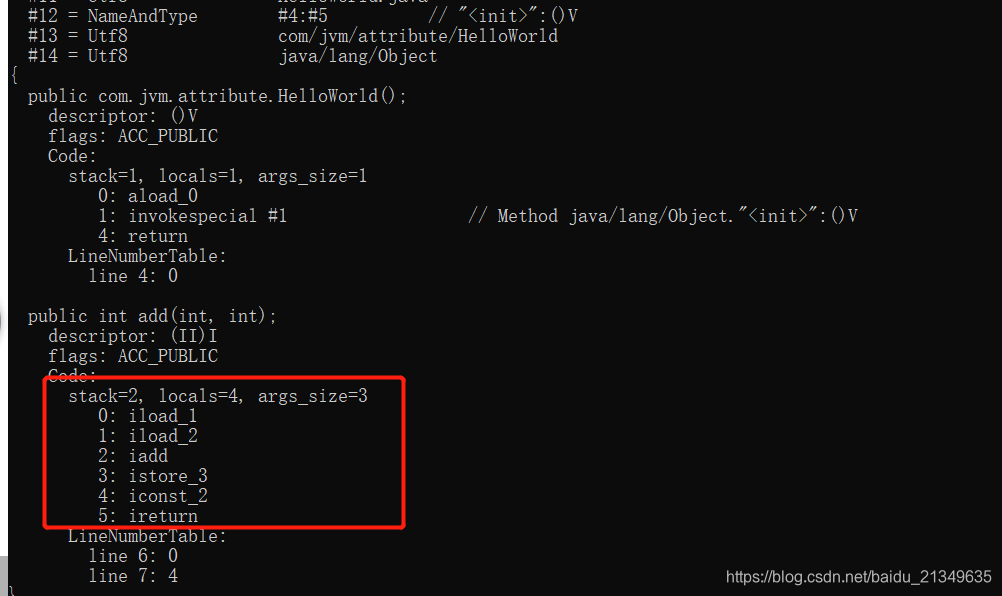 #12 = NameAndType #4:#5 // "<init>":()V
#13 = Utf8 com/jvm/attribute/HelloWorld
#14 = Utf8 java/lang/Object
{
public com.jvm.attribute.HelloWorld();
descriptor: ()V
flags: ACC_PUBLIC
Code:
stack=1, locals=1, args_size=1
0: aload_0
1: invokespecial #1 // Method java/lang/Object."<init>":()V
4: return
LineNumberTable:
line 4: 0
public int add(int, int);
descriptor: (II)I
flags: ACC_PUBLIC
Code:
stack=2, locals=4, args_size=3
0: iload_1
1: iload_2
2: iadd
3: istore_3
4: iconst_2
5: ireturn
LineNumberTable:
line 6: 0
line 7: 4
https://blog.csdn.net/baidu_21349635